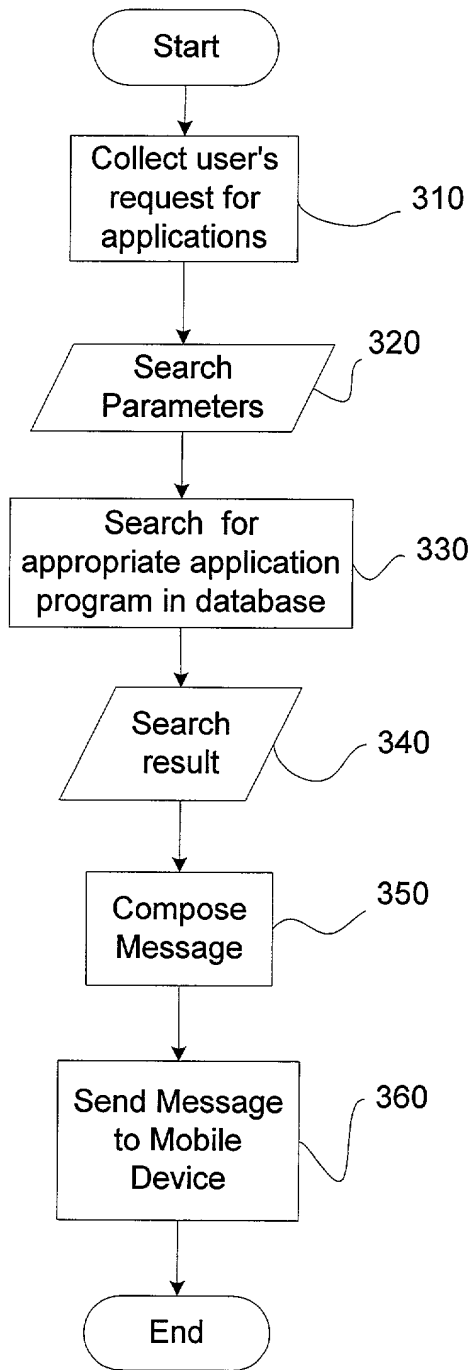 Start
Collect user's
request for
applications
310
320
Search
Parameters
Search for
appropriate application
program in database
330
Search
result
340
350
Compose
Message
Send Message
to Mobile
Device
360
End